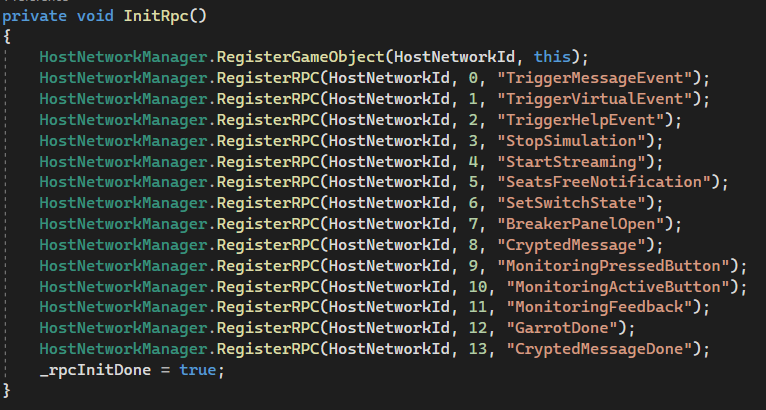 private void InitRpc()
{
HostNetworkManager.RegisterGameObject(HostNetworkId, this);
HostNetworkManager.RegisterRPC(HostNetworkId, 0, "TriggerMessageEvent");
HostNetworkManager.RegisterRPC(HostNetworkId, 1, "TriggerVirtualEvent");
HostNetworkManager.RegisterRPC(HostNetworkId, 2, "TriggerHelpEvent");
HostNetworkManager.RegisterRPC(HostNetworkId, 3, "StopSimulation");
HostNetworkManager.RegisterRPC(HostNetworkId, 4, "StartStreaming");
HostNetworkManager.RegisterRPC(HostNetworkId, 5, "SeatsFreeNotification");
HostNetworkManager.RegisterRPC(HostNetworkId, 6, "SetSwitchState");
HostNetworkManager.RegisterRPC(HostNetworkId, 7, "BreakerPanelOpen");
HostNetworkManager.RegisterRPC(HostNetworkId, 8, "CryptedMessage");
HostNetworkManager.RegisterRPC(HostNetworkId, 9, "MonitoringPressedButton");
HostNetworkManager.RegisterRPC(HostNetworkId, 10, "MonitoringActiveButton");
HostNetworkManager.RegisterRPC(HostNetworkId, 11, "MonitoringFeedback");
HostNetworkManager.RegisterRPC(HostNetworkId, 12, "GarrotDone");
HostNetworkManager.RegisterRPC(HostNetworkId, 13, "CryptedMessageDone");
_rpcInitDone = true;
}